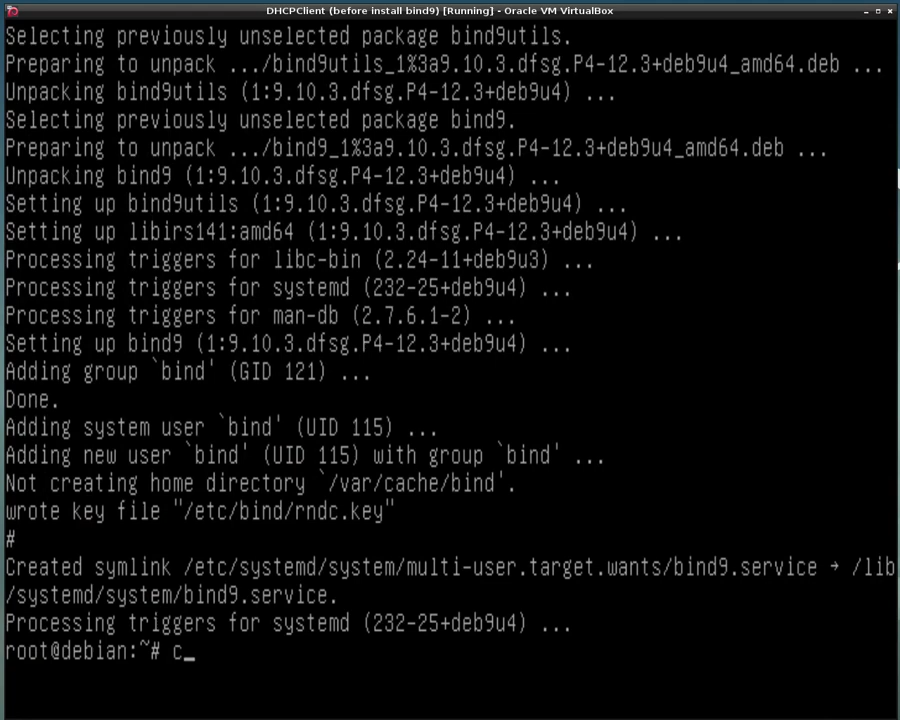 DHCPClient (before install bind9) [Running] - Oracle VM VirtualBox
Selecting previously unselected package bind9utils.
Preparing to unpack .../bind9utils_1%3a9.10.3.dfsg.P4-12.3+deb9u4_amd64.deb ...
Unpacking bind9utils (1:9.10.3.dfsg.P4-12.3+deb9u4) ...
Selecting previously unselected package bind9.
Preparing to unpack .../bind9_1%3a9.10.3.dfsg.P4-12.3+deb9u4_amd64.deb ...
Unpacking bind9 (1:9.10.3.dfsg.P4-12.3+deb9u4) ...
Setting up bind9utils (1:9.10.3.dfsg.P4-12.3+deb9u4) ...
Setting up libirs141:amd64 (1:9.10.3.dfsg.P4-12.3+deb9u4) ...
Processing triggers for libc-bin (2.24-11+deb9u3) ...
Processing triggers for systemd (232-25+deb9u4) ...
Processing triggers for man-db (2.7.6.1-2) ...
Setting up bind9 (1:9.10.3.dfsg.P4-12.3+deb9u4) ...
Adding group `bind' (GID 121) ...
Done.
Adding system user `bind' (UID 115) ...
Adding new user `bind' (UID 115) with group `bind' ...
Not creating home directory `/var/cache/bind'.
wrote key file "/etc/bind/rndc.key"
#
Created symlink /etc/systemd/system/multi-user.target.wants/bind9.service → /lib
/systemd/system/bind9.service.
Processing triggers for systemd (232-25+deb9u4) ...
root@debian:~# c_